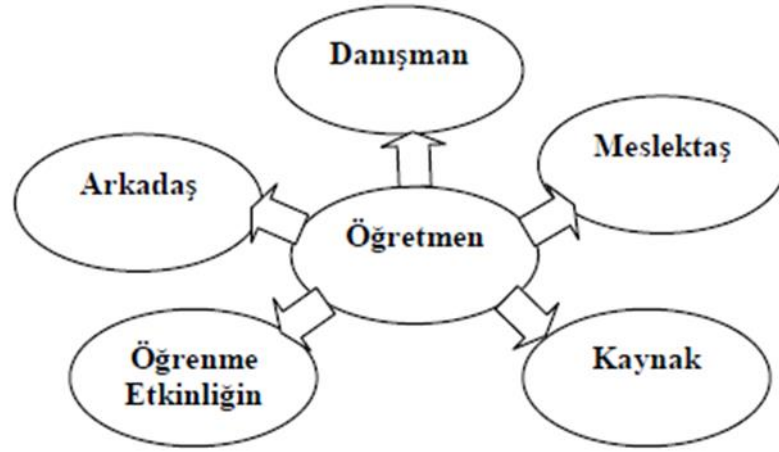 Danışman
Meslektaş
Arkadaş
Öğretmen
Öğrenme
Etkinliğin
Kaynak